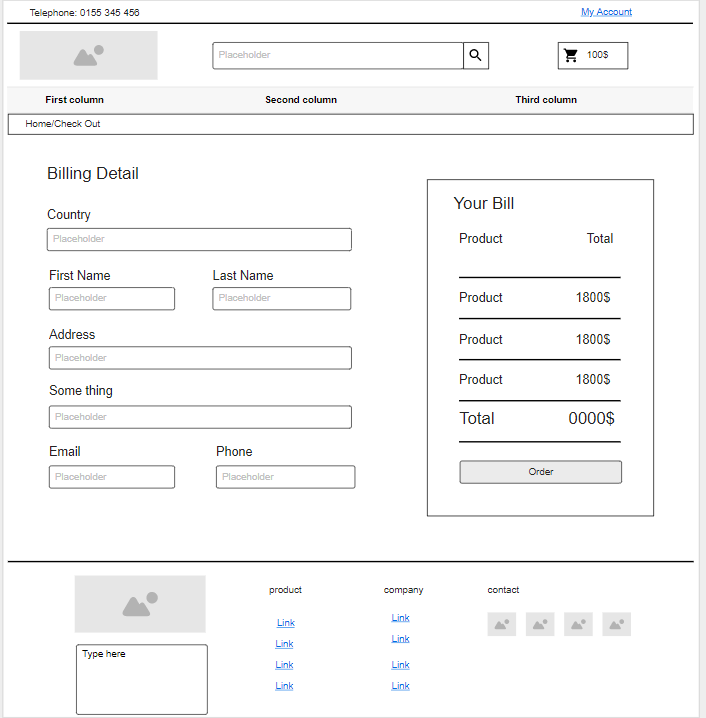 Telephone: 0155 345 456
My Account
Placeholder
100$
First column Second column Third column
Home/Check Out
Billing Detail
Country
Placeholder
First Name Last Name
Placeholder Placeholder
Address
Placeholder
Some thing
Placeholder
Email Phone
Placeholder Placeholder
Your Bill
Product Total
Product 1800$
Product 1800$
Product 1800$
Total 0000$
Order
Type here
product
Link
Link
Link
Link
company
Link
Link
Link
Link
contact